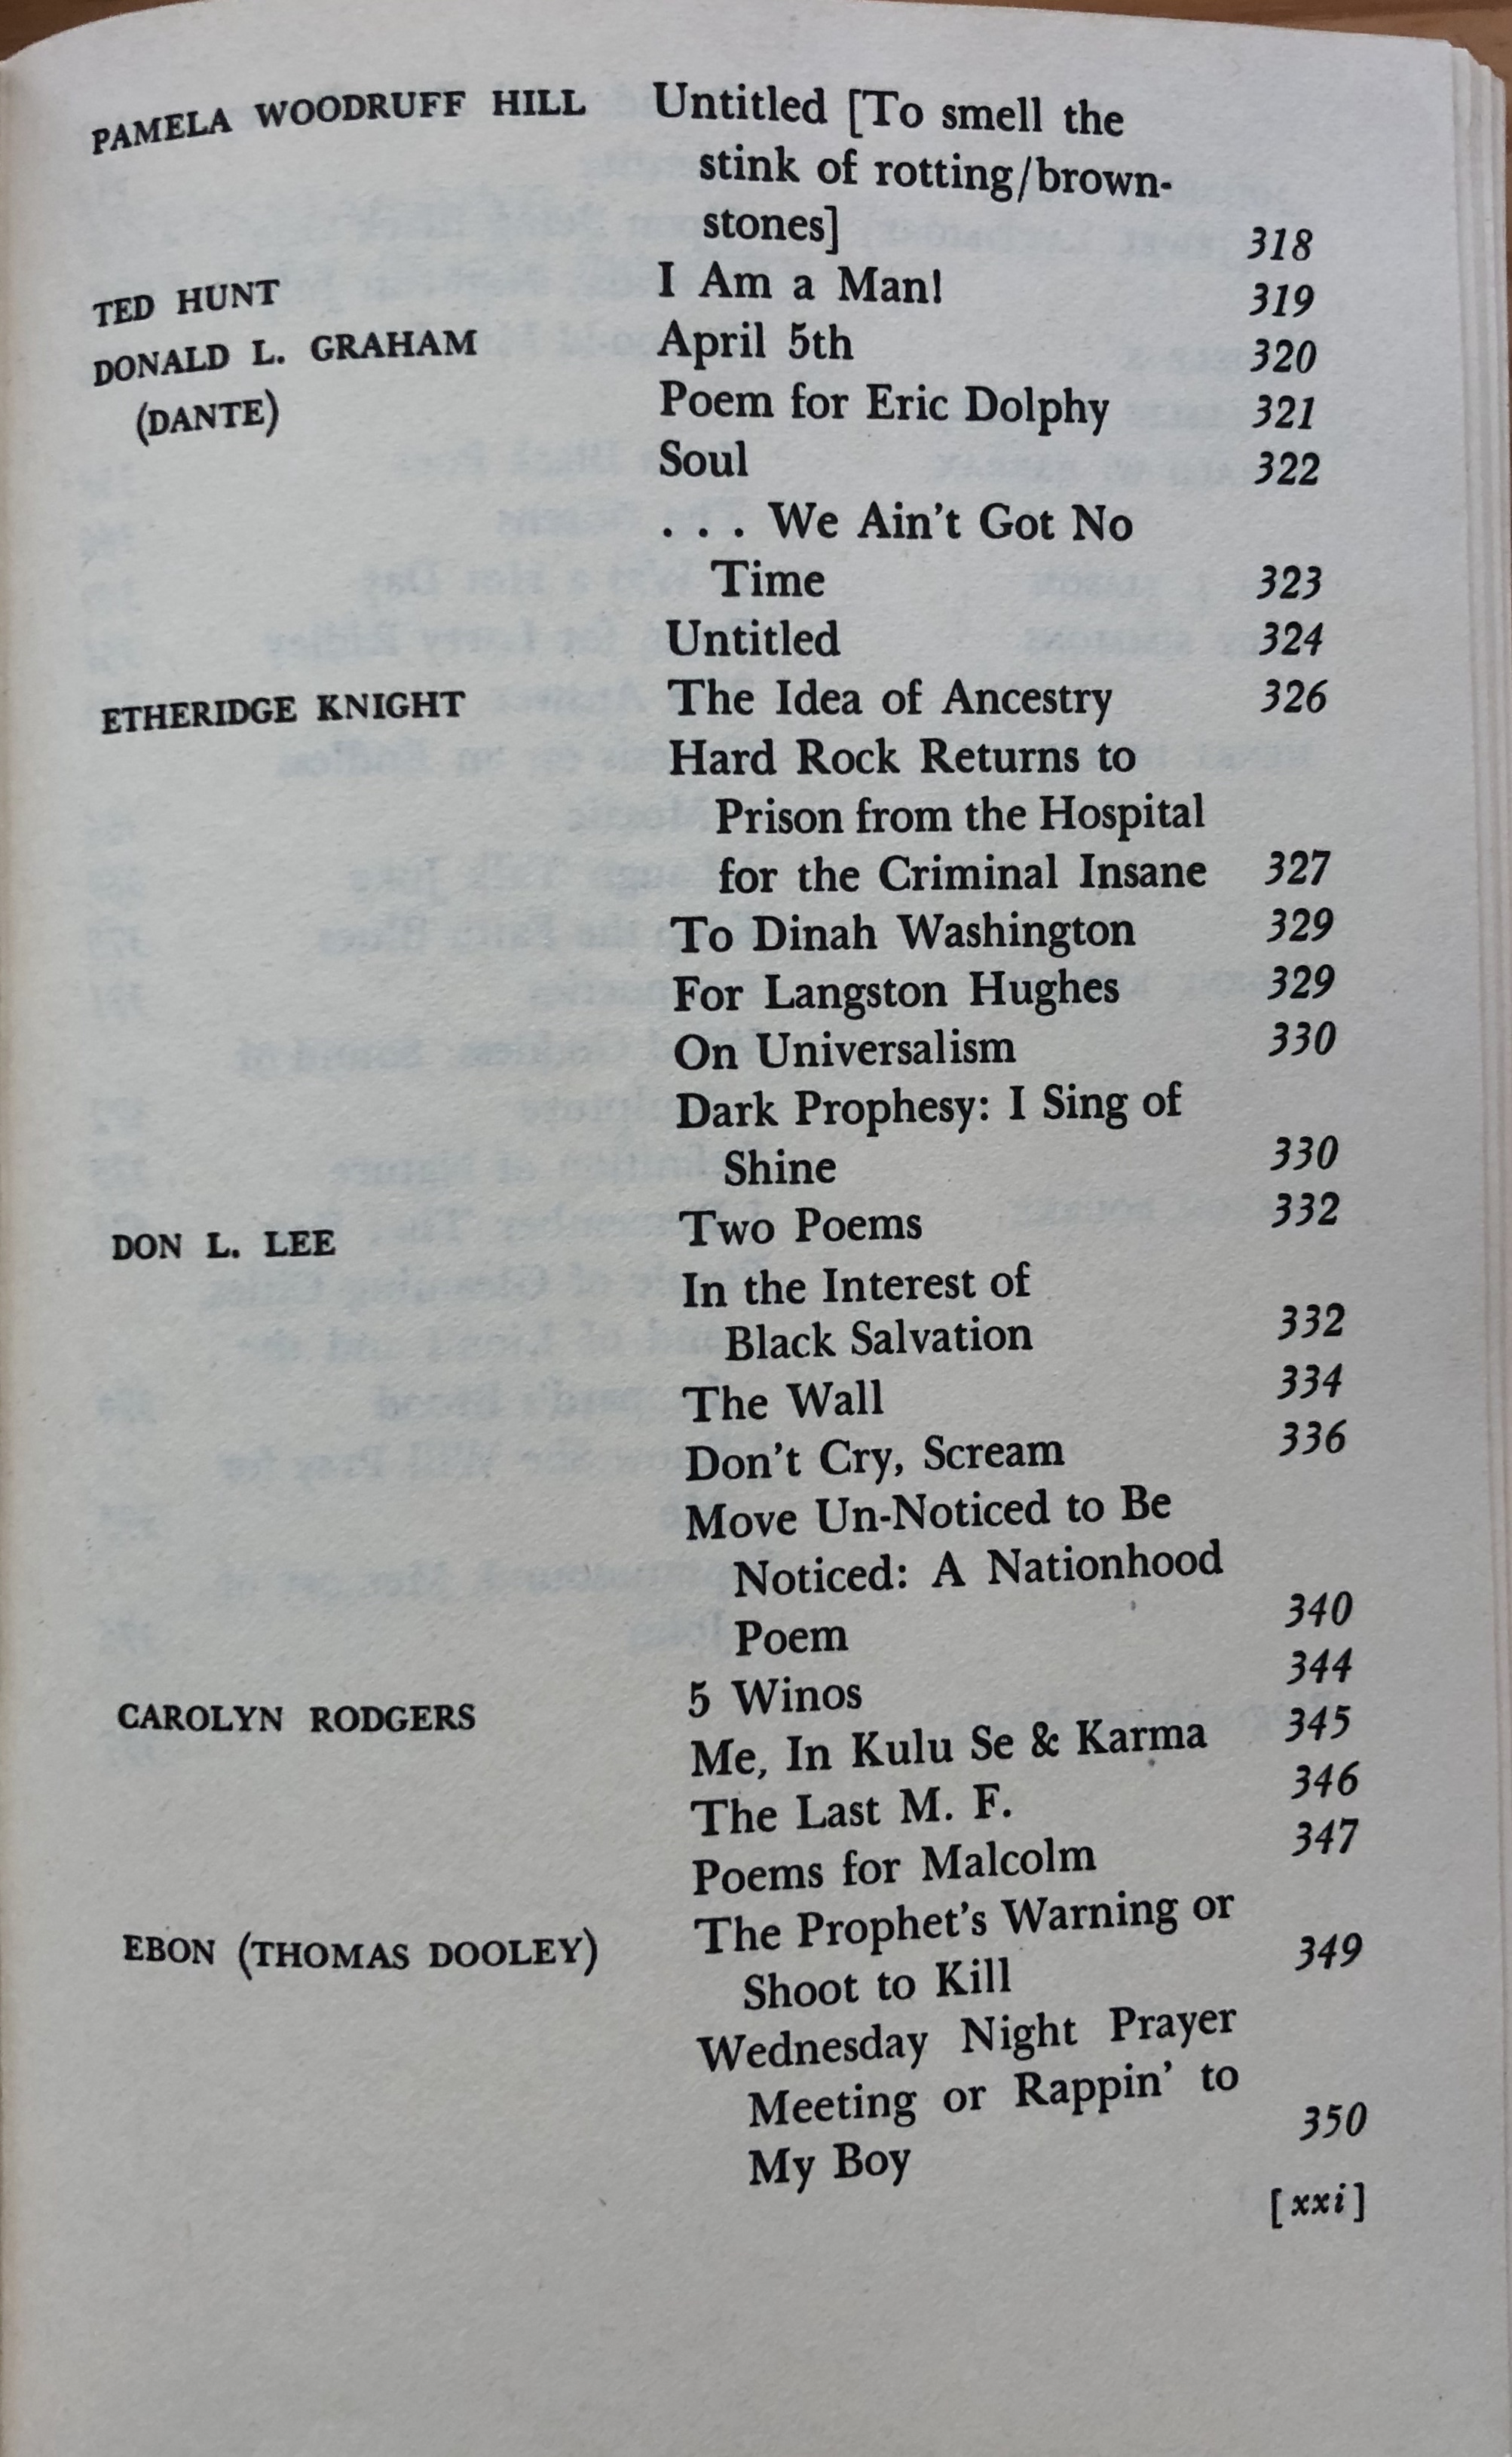 PAMELA WOODRUFF HILL Untitled [To smell the
stink of rotting/brown-
stones] 318
TED HUNT I Am a Man! 319
DONALD L. GRAHAM April 5th 320
(DANTE) Poem for Eric Dolphy 321
Soul 322
. . . We Ain't Got No
Time 323
Untitled 324
ETHERIDGE KNIGHT The Idea of Ancestry 326
Hard Rock Returns to
Prison from the Hospital
for the Criminal Insane 327
To Dinah Washington 329
For Langston Hughes 329
On Universalism 330
Dark Prophesy: I Sing of
Shine 330
DON L. LEE Two Poems 332
In the Interest of
Black Salvation 332
The Wall 334
Don't Cry, Scream 336
Move Un-Noticed to Be
Noticed: A Nationhood
Poem 340
CAROLYN RODGERS 5 Winos 344
Me, In Kulu Se & Karma 345
The Last M. F. 346
Poems for Malcolm 347
EBON (THOMAS DOOLEY) The Prophet's Warning or
Shoot to Kill 349
Wednesday Night Prayer
Meeting or Rappin' to
My Boy 350
[xxi]